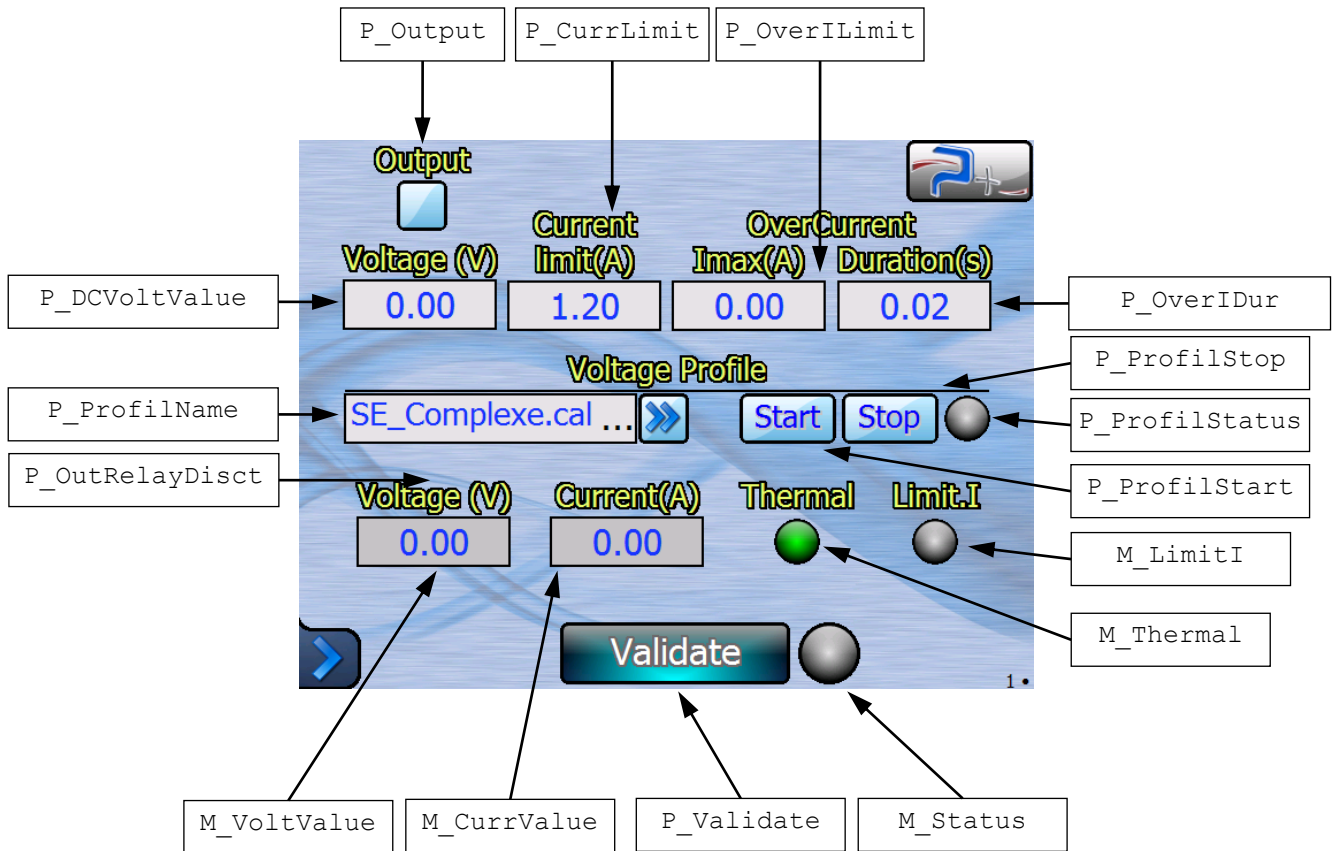 P_Output P_CurrLimit P_OverILimit
Output
Current OverCurrent
Voltage (V) limit(A) Imax(A) Duration(s)
P_DCVoltValue 0.00 1.20 0.00 0.02 P_OverIDur
Voltage Profile P_ProfilStop
P_ProfilName SE_Complexe.cal ... Start Stop P_ProfilStatus
P_OutRelayDisct P_ProfilStart
Voltage (V) Current(A) Thermal Limit.I
0.00 0.00 M_LimitI
M_Thermal
Validate
1 •
M_VoltValue M_CurrValue P_Validate M_Status